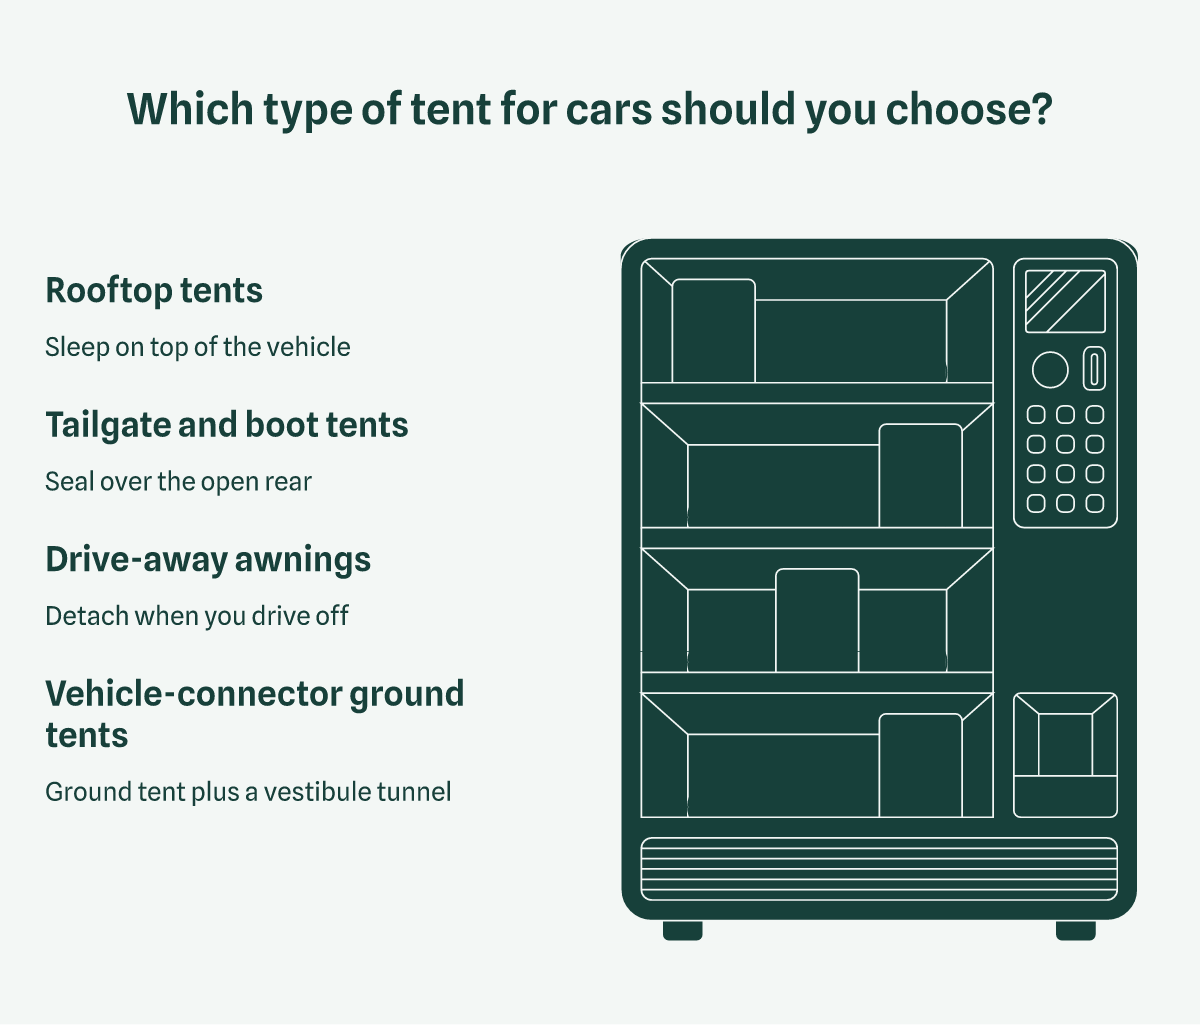 Which type of tent for cars should you choose?
Rooftop tents
Sleep on top of the vehicle
Tailgate and boot tents
Seal over the open rear
Drive-away awnings
Detach when you drive off
Vehicle-connector ground
tents
Ground tent plus a vestibule tunnel